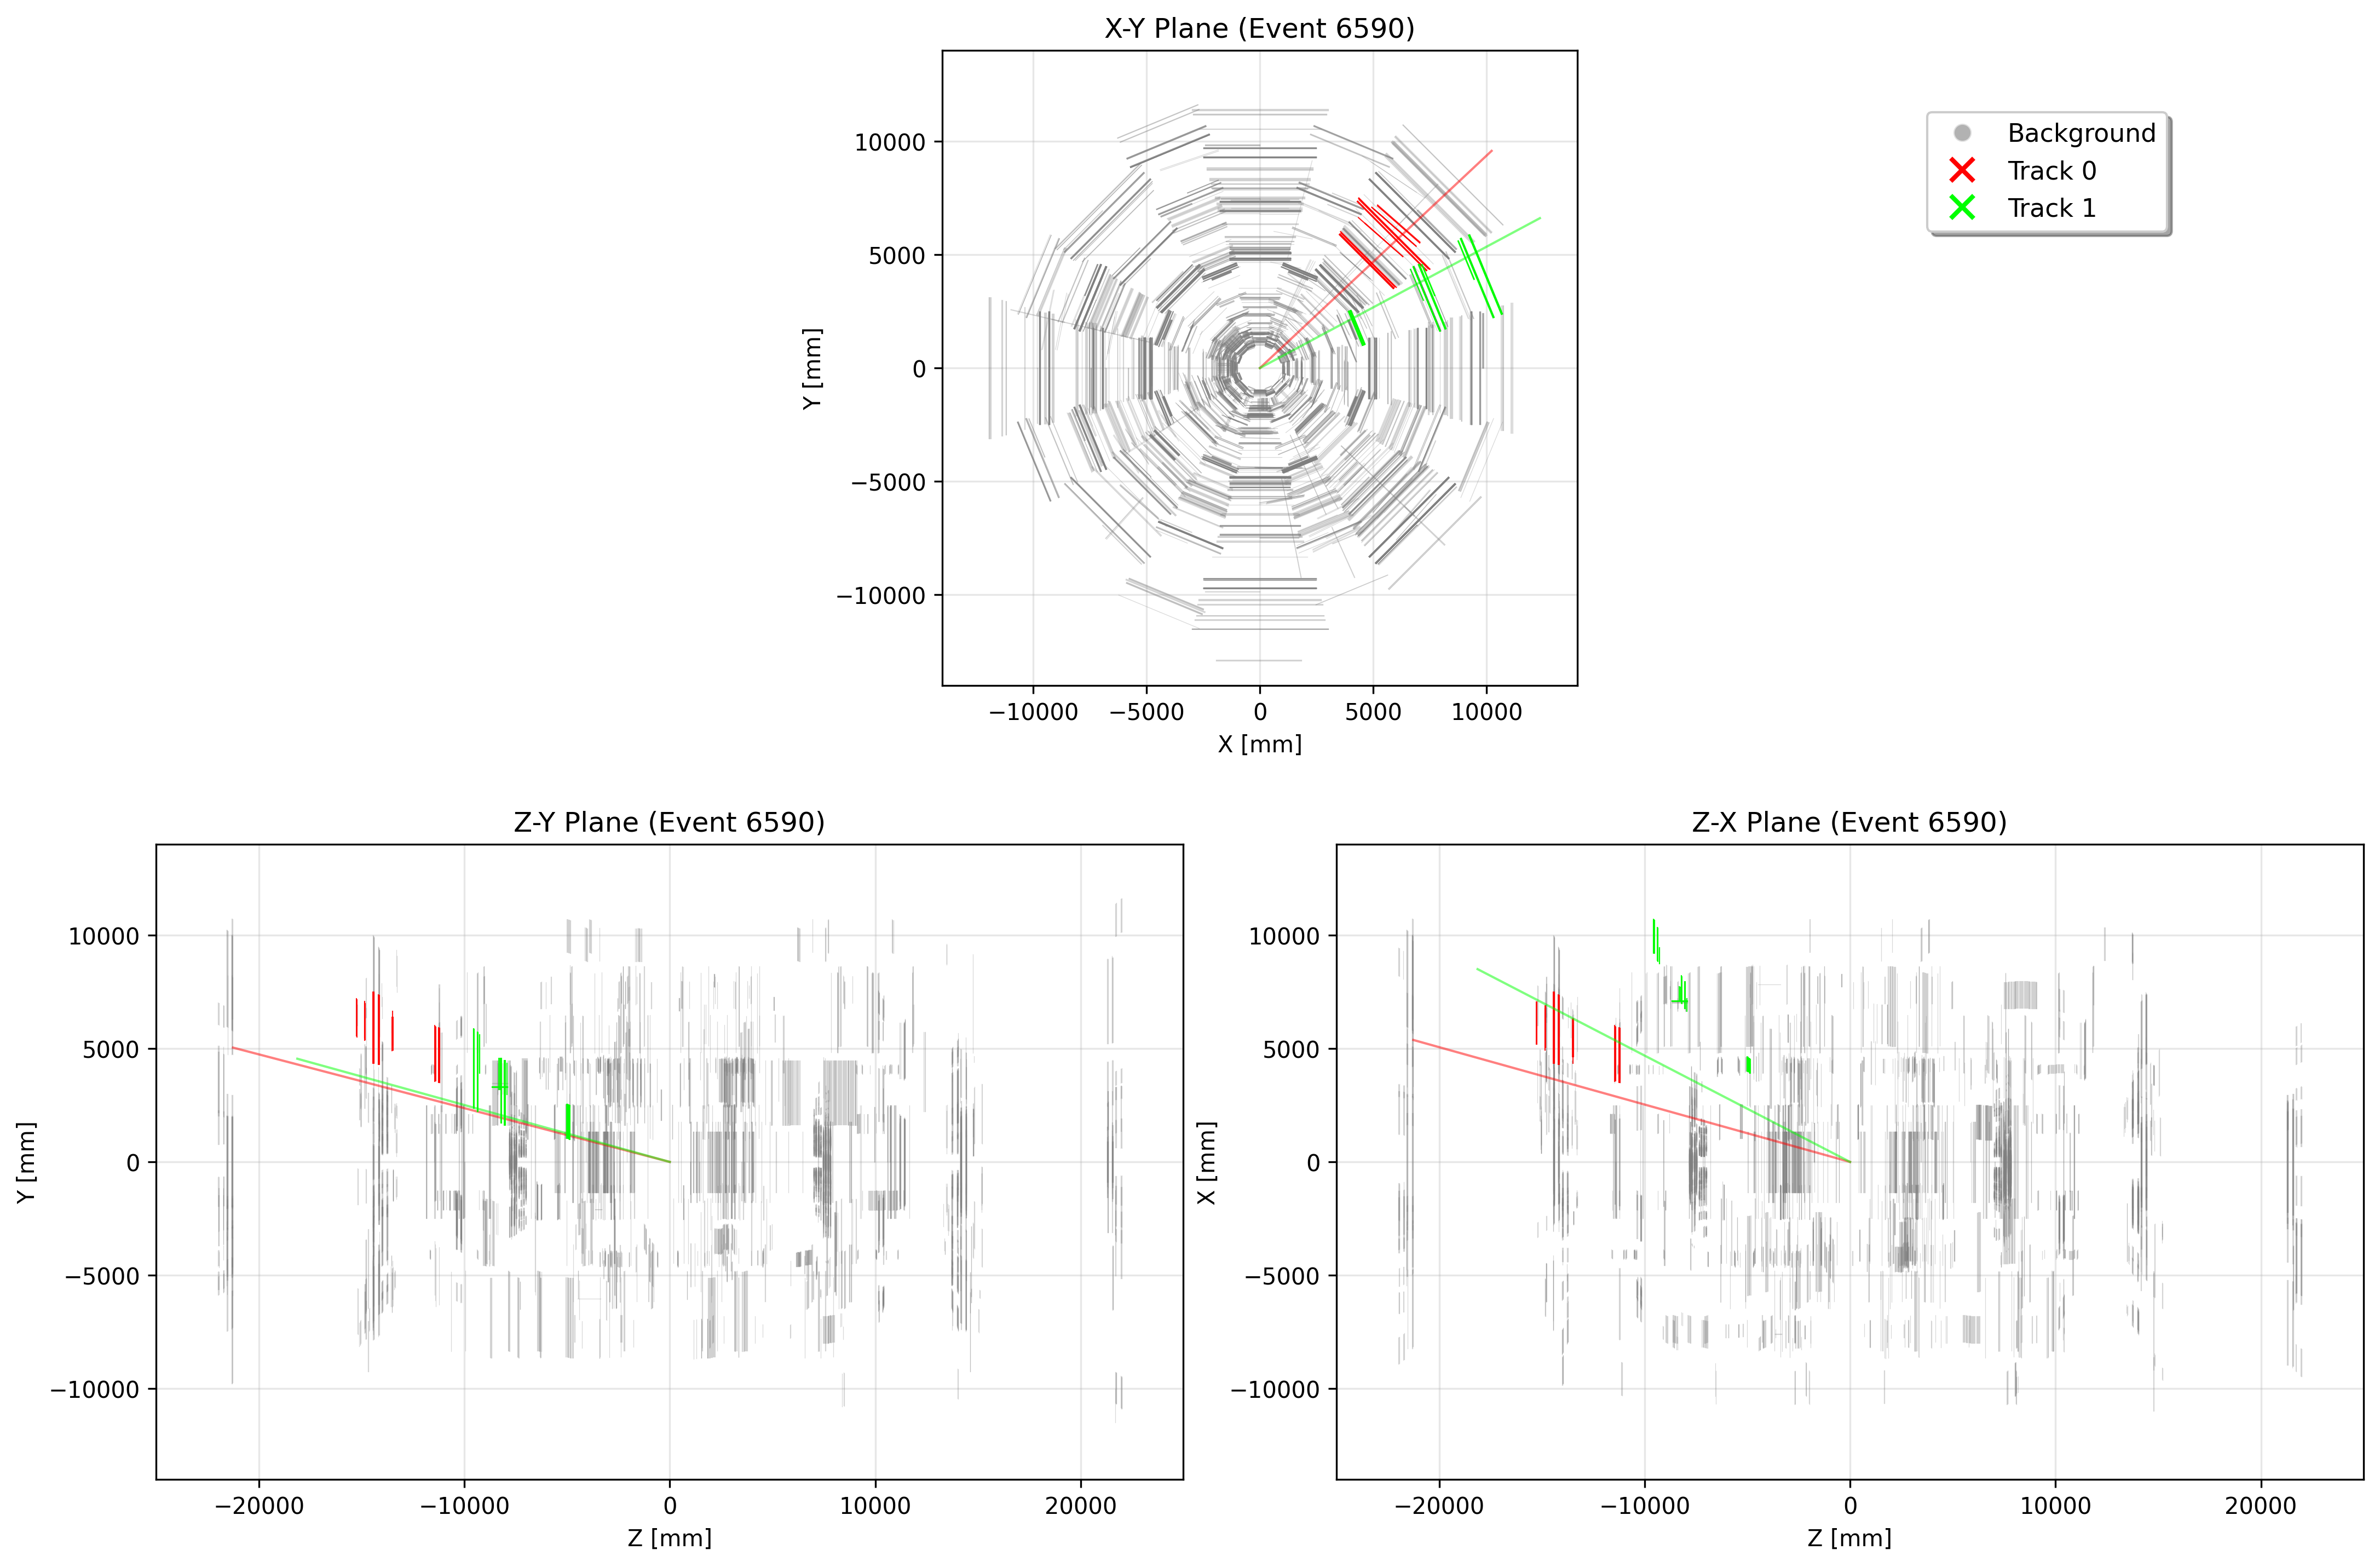 X-Y Plane (Event 6590)
Y [mm]
10000
5000
0
−5000
−10000
−10000 −5000 0 5000 10000
X [mm]
Background
Track 0
Track 1
Z-Y Plane (Event 6590)
Y [mm]
10000
5000
0
−5000
−10000
−20000 −10000 0 10000 20000
Z [mm]
Z-X Plane (Event 6590)
X [mm]
10000
5000
0
−5000
−10000
−20000 −10000 0 10000 20000
Z [mm]